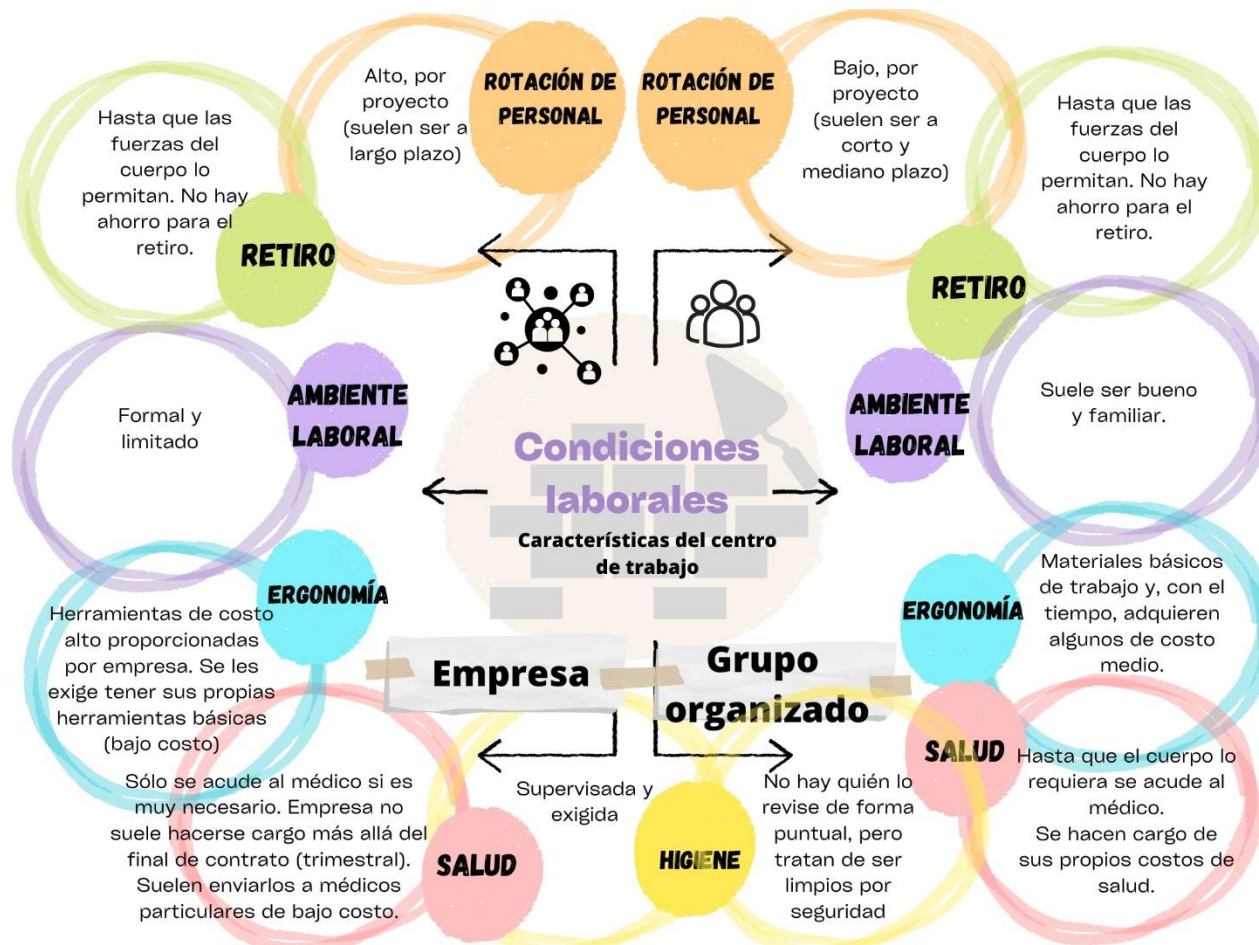 Alto, por
proyecto
(suelen ser a
largo plazo)
ROTACIÓN DE
PERSONAL
ROTACIÓN DE
PERSONAL
Bajo, por
proyecto
(suelen ser a
corto y
mediano plazo)
Hasta que las
fuerzas del
cuerpo lo
permitan. No hay
ahorro para el
retiro.
RETIRO
RETIRO
Hasta que las
fuerzas del
cuerpo lo
permitan. No hay
ahorro para el
retiro.
Formal y
limitado
AMBIENTE
LABORAL
AMBIENTE
LABORAL
Suele ser bueno
y familiar.
Condiciones
laborales
Características del centro
de trabajo
ERGONOMÍA
Herramientas de costo
alto proporcionadas
por empresa. Se les
exige tener sus propias
herramientas básicas
(bajo costo)
ERGONOMÍA
Materiales básicos
de trabajo y, con el
tiempo, adquieren
algunos de costo
medio.
Empresa
Grupo
organizado
Sólo se acude al médico si es
muy necesario. Empresa no
suele hacerse cargo más allá del
final de contrato (trimestral).
Suelen enviarlos a médicos
particulares de bajo costo.
SALUD
Supervisada y
exigida
HIGIENE
No hay quién lo
revise de forma
puntual, pero
tratan de ser
limpios por
seguridad
SALUD
Hasta que el cuerpo lo
requiera se acude al
médico.
Se hacen cargo de
sus propios costos de
salud.